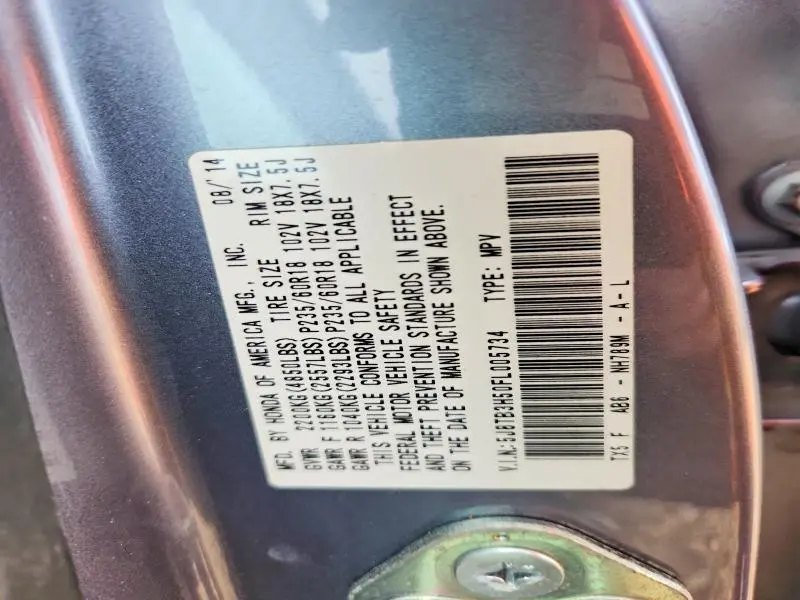 MFD. BY HONDA OF AMERICA MFG., INC. 08/'14
TIRE SIZE RIM SIZE
GVWR 2200KG(4850LBS)
GAWR F 1160KG(2557LBS) P235/60R18 102V 18X7.5J
GAWR R 1040KG(2293LBS) P235/60R18 102V 18X7.5J
THIS VEHICLE CONFORMS TO ALL APPLICABLE
FEDERAL MOTOR VEHICLE SAFETY
AND THEFT PREVENTION STANDARDS IN EFFECT
ON THE DATE OF MANUFACTURE SHOWN ABOVE.
V.I.N.:5J8TB3H50FL005734 TYPE: MPV
TX5 F AB6 - NH789M - A-L